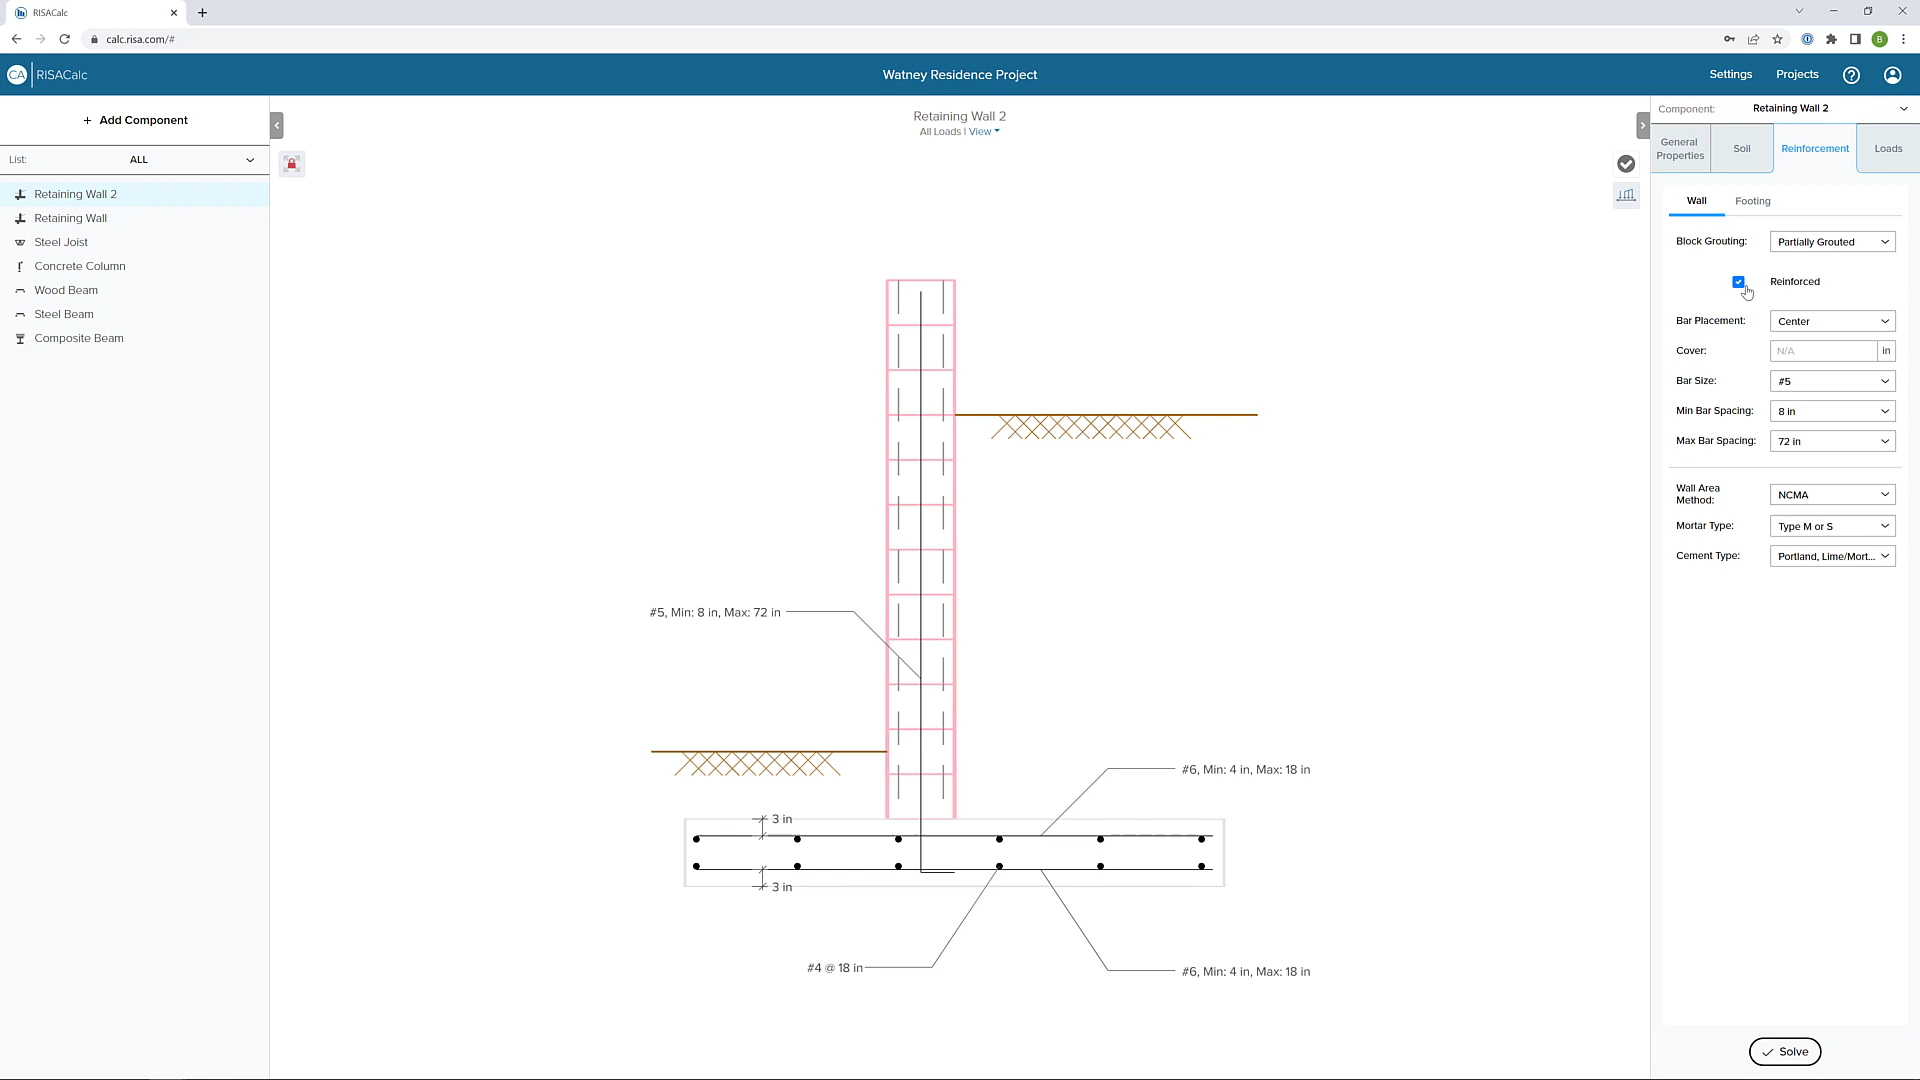 RISACalc
calc.risa.com/#
B
CA RISACalc
Watney Residence Project
Settings
Projects
+ Add Component
List: ALL
Retaining Wall 2
Retaining Wall
Steel Joist
Concrete Column
Wood Beam
Steel Beam
Composite Beam
Retaining Wall 2
All Loads | View
#5, Min: 8 in, Max: 72 in
#6, Min: 4 in, Max: 18 in
3 in
3 in
#4 @ 18 in
#6, Min: 4 in, Max: 18 in
Component: Retaining Wall 2
General
Properties
Soil
Reinforcement
Loads
Wall
Footing
Block Grouting: Partially Grouted
Reinforced
Bar Placement: Center
Cover: N/A in
Bar Size: #5
Min Bar Spacing: 8 in
Max Bar Spacing: 72 in
Wall Area
Method: NCMA
Mortar Type: Type M or S
Cement Type: Portland, Lime/Mort...
Solve